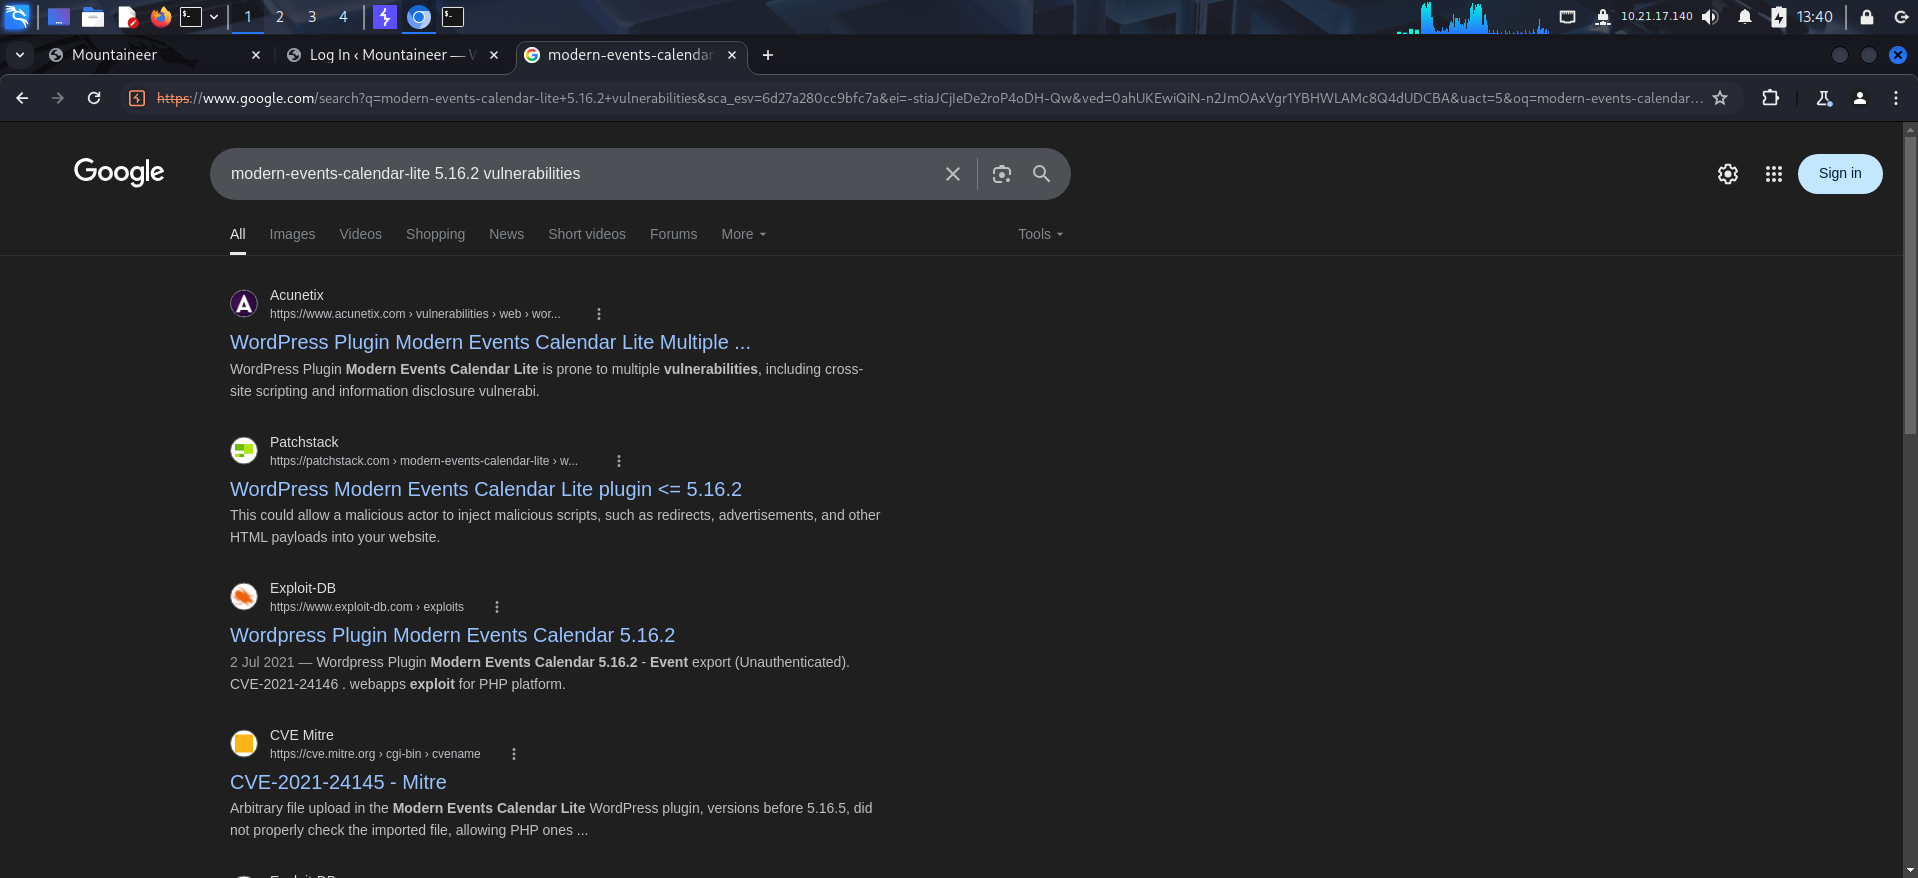 1 2 3 4 10.21.17.140 13:40
Mountaineer Log In ‹ Mountaineer — W modern-events-calendar
https://www.google.com/search?q=modern-events-calendar-lite+5.16.2+vulnerabilities&sca_esv=6d27a280cc9bfc7a&ei=-stiaJCjIeDe2roP4oDH-Qw&ved=0ahUKEwiQiN-n2JmOAxVgr1YBHWLAMc8Q4dUDCBA&uact=5&oq=modern-events-calendar...
Google
modern-events-calendar-lite 5.16.2 vulnerabilities
Sign in
All Images Videos Shopping News Short videos Forums More Tools
Acunetix
https://www.acunetix.com › vulnerabilities › web › wor...
WordPress Plugin Modern Events Calendar Lite Multiple ...
WordPress Plugin Modern Events Calendar Lite is prone to multiple vulnerabilities, including cross-
site scripting and information disclosure vulnerabi.
Patchstack
https://patchstack.com › modern-events-calendar-lite › w...
WordPress Modern Events Calendar Lite plugin <= 5.16.2
This could allow a malicious actor to inject malicious scripts, such as redirects, advertisements, and other
HTML payloads into your website.
Exploit-DB
https://www.exploit-db.com › exploits
Wordpress Plugin Modern Events Calendar 5.16.2
2 Jul 2021 — Wordpress Plugin Modern Events Calendar 5.16.2 - Event export (Unauthenticated).
CVE-2021-24146 . webapps exploit for PHP platform.
CVE Mitre
https://cve.mitre.org › cgi-bin › cvename
CVE-2021-24145 - Mitre
Arbitrary file upload in the Modern Events Calendar Lite WordPress plugin, versions before 5.16.5, did
not properly check the imported file, allowing PHP ones ...
Exploit-DB